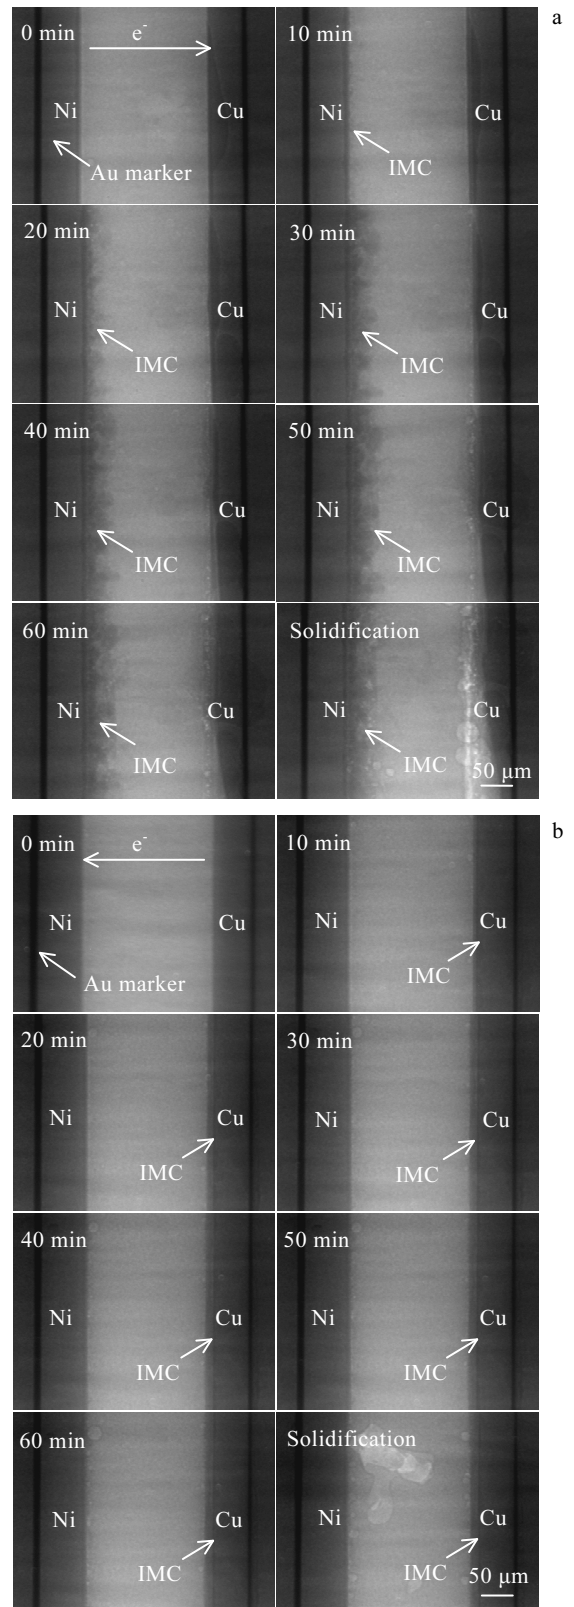 a
0 min
e⁻
Ni
Cu
Au marker
10 min
Ni
Cu
IMC
20 min
Ni
Cu
IMC
30 min
Ni
Cu
IMC
40 min
Ni
Cu
IMC
50 min
Ni
Cu
IMC
60 min
Ni
Cu
IMC
Solidification
Ni
Cu
IMC
50 μm
b
0 min
e⁻
Ni
Cu
Au marker
10 min
Ni
Cu
IMC
20 min
Ni
Cu
IMC
30 min
Ni
Cu
IMC
40 min
Ni
Cu
IMC
50 min
Ni
Cu
IMC
60 min
Ni
Cu
IMC
Solidification
Ni
Cu
IMC
50 μm